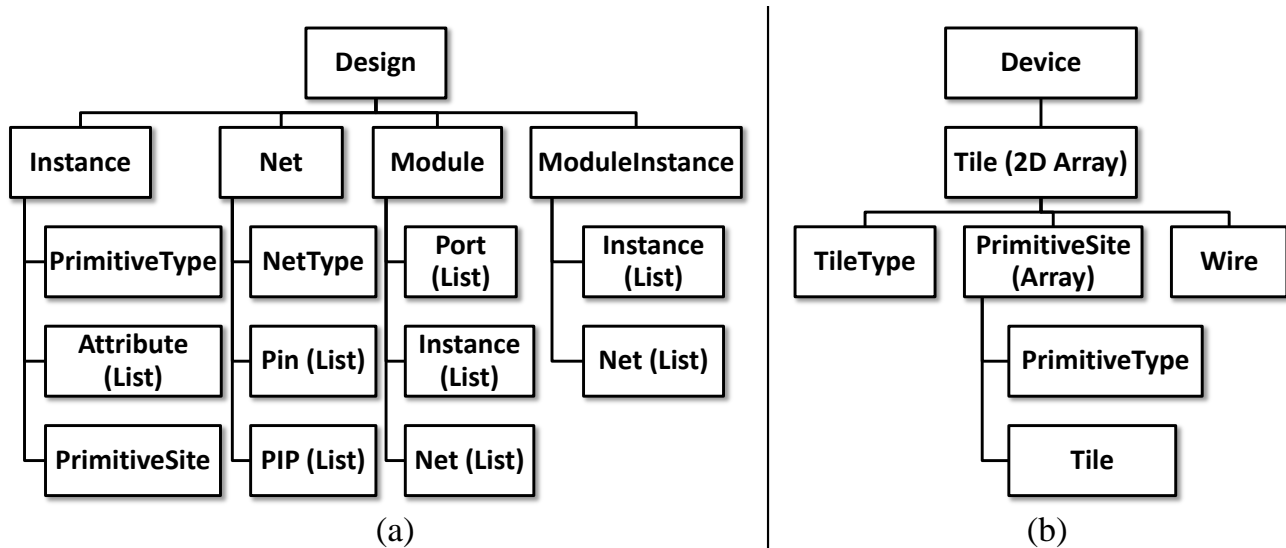 Design
Instance
Net
Module
ModuleInstance
PrimitiveType
Attribute
(List)
PrimitiveSite
NetType
Pin (List)
PIP (List)
Port
(List)
Instance
(List)
Net (List)
Instance
(List)
Net (List)
(a)
Device
Tile (2D Array)
TileType
PrimitiveSite
(Array)
Wire
PrimitiveType
Tile
(b)